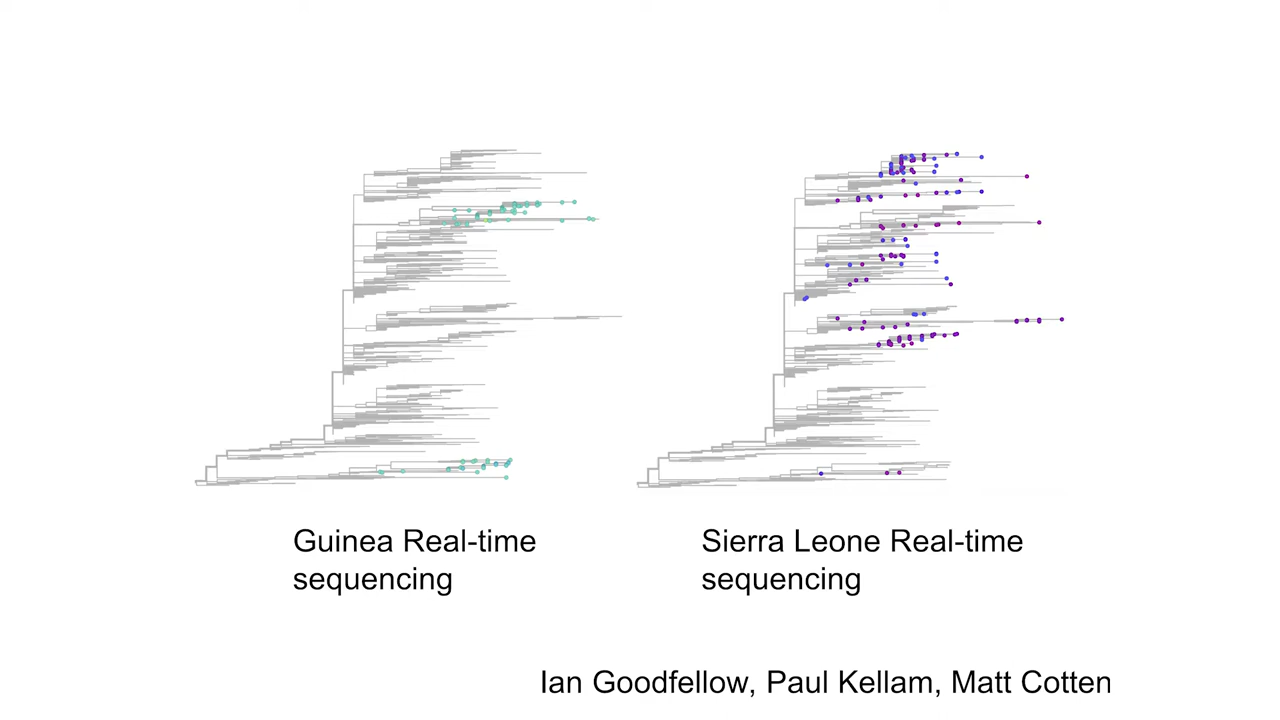 Guinea Real-time
sequencing
Sierra Leone Real-time
sequencing
Ian Goodfellow, Paul Kellam, Matt Cotten